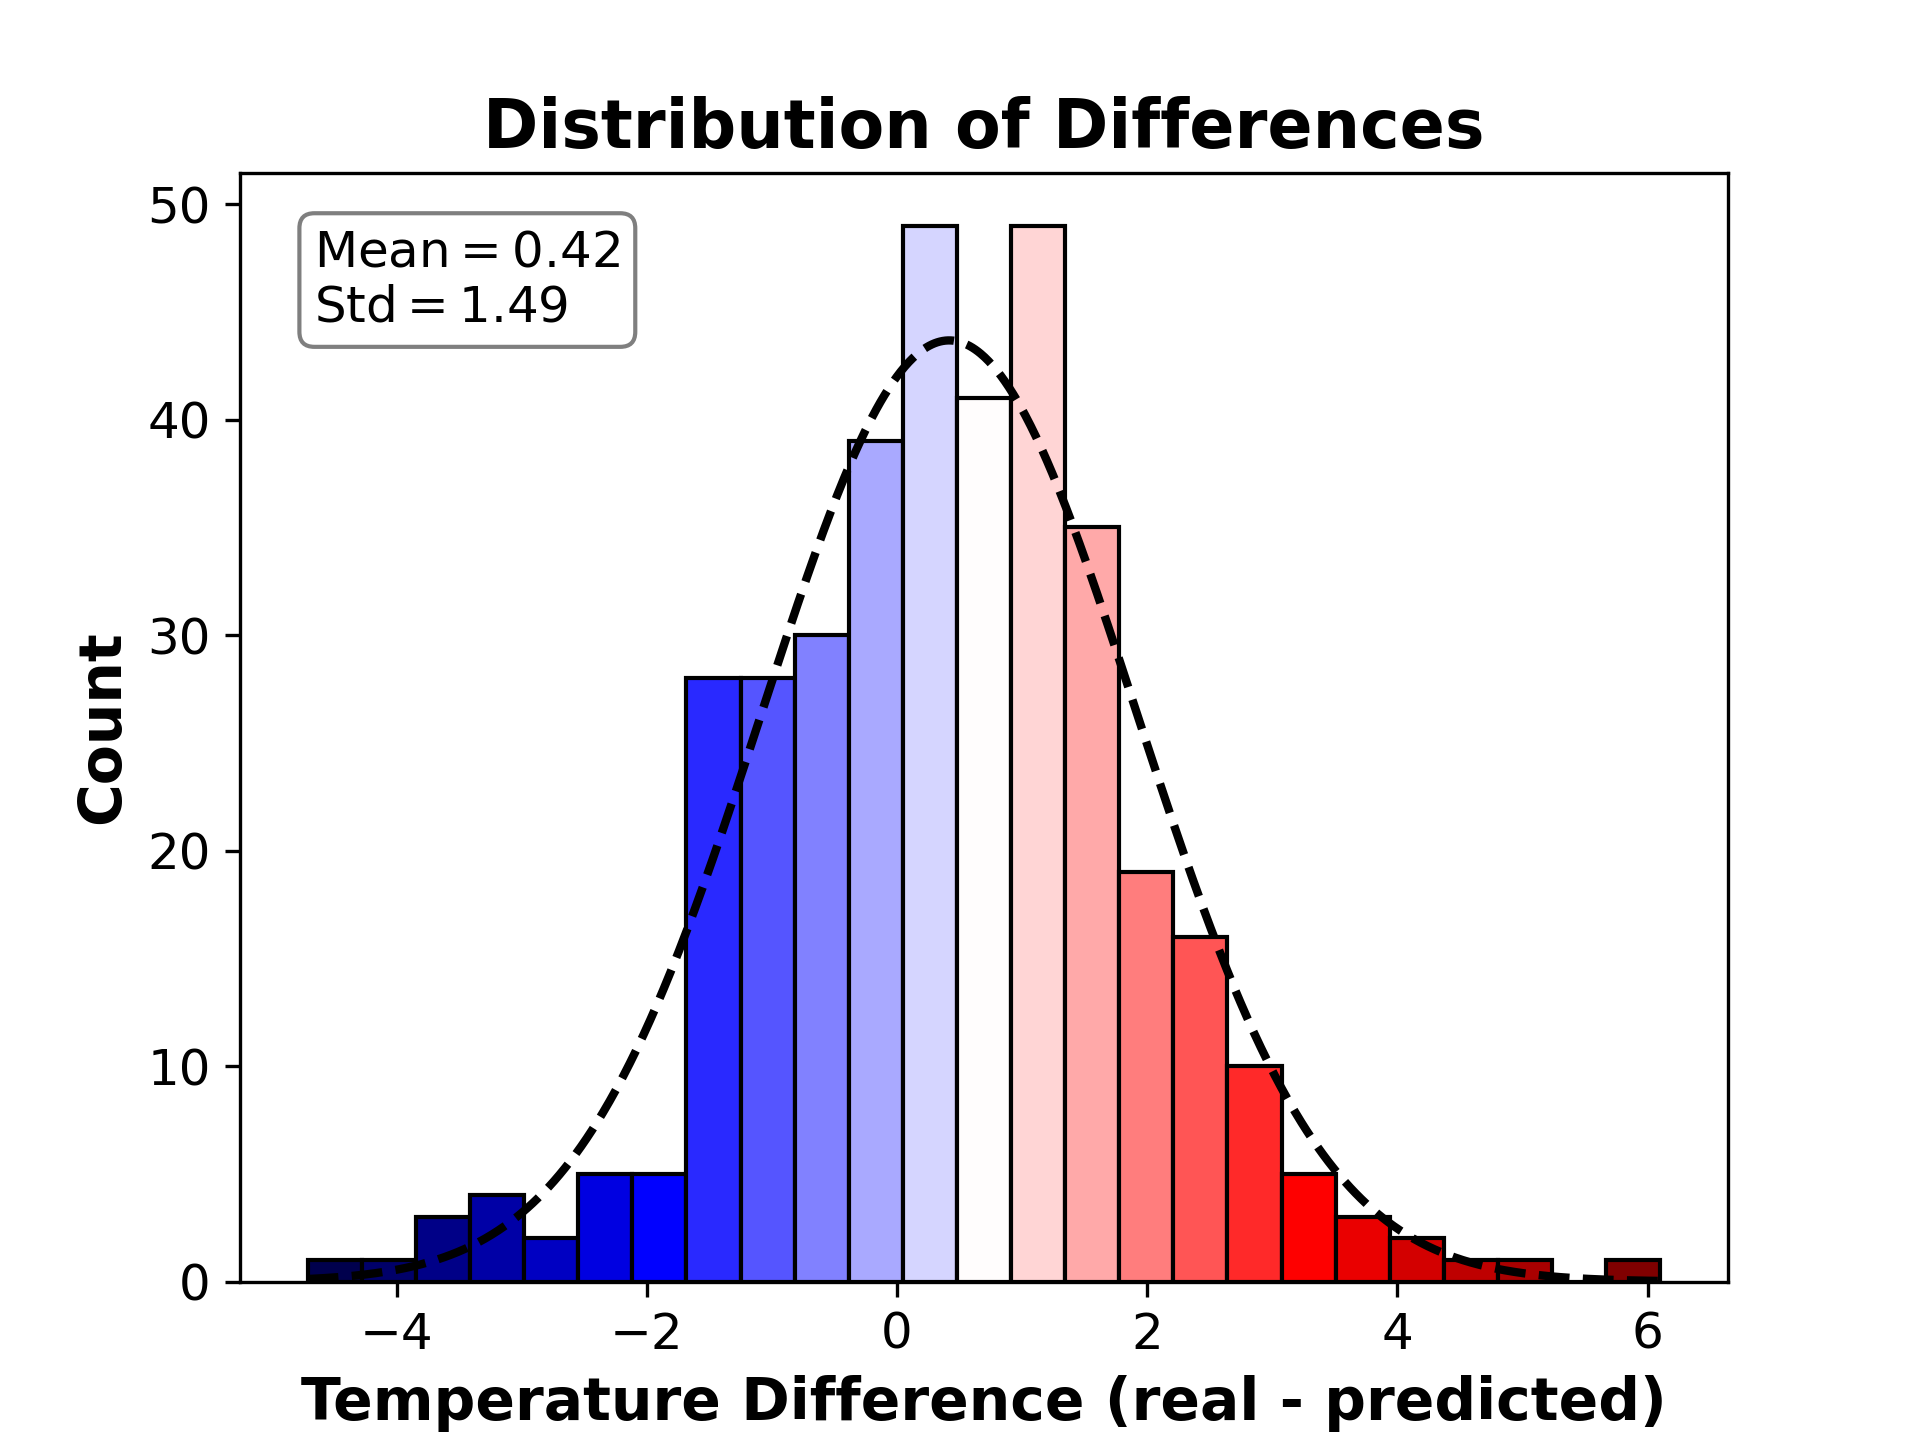 Distribution of Differences
Mean = 0.42
Std = 1.49
50
40
30
20
10
0
Count
−4
−2
0
2
4
6
Temperature Difference (real - predicted)